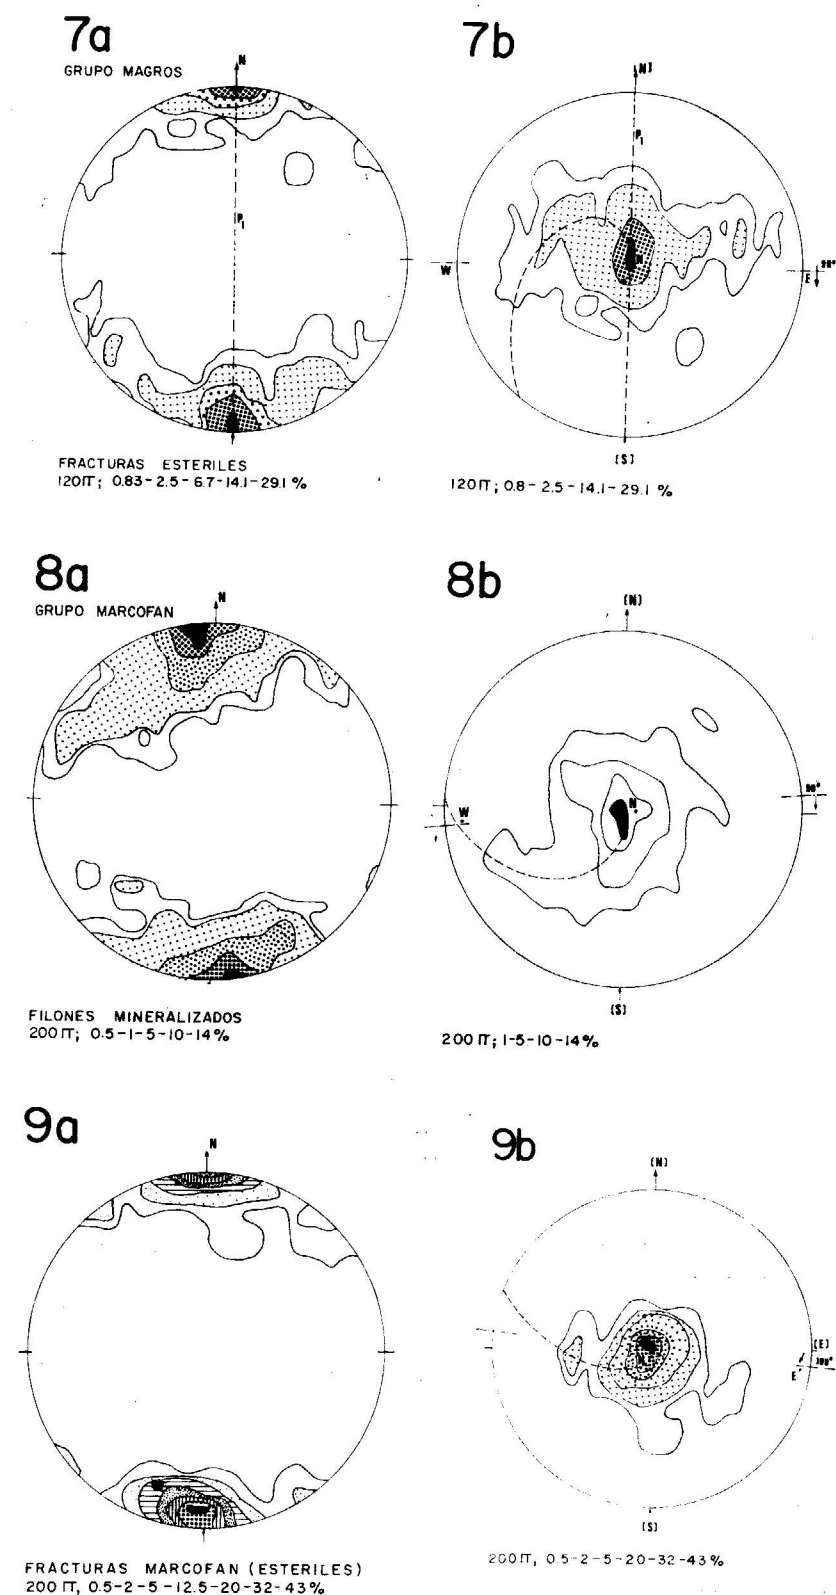 7a
GRUPO MAGROS
N
P1
FRACTURAS ESTERILES
120 π; 0.83-2.5-6.7-14.1-29.1 %
7b
[N]
P1
N
W
E
90°
[S]
120 π; 0.8-2.5-14.1-29.1 %
8a
GRUPO MARCOFAN
N
FILONES MINERALIZADOS
200 π; 0.5-1-5-10-14%
8b
[N]
90°
W
N
[S]
200 π; 1-5-10-14%
9a
N
FRACTURAS MARCOFAN (ESTERILES)
200 π, 0.5-2-5-12.5-20-32-43%
9b
[N]
[E]
E
100°
[S]
200 π, 0.5-2-5-20-32-43%